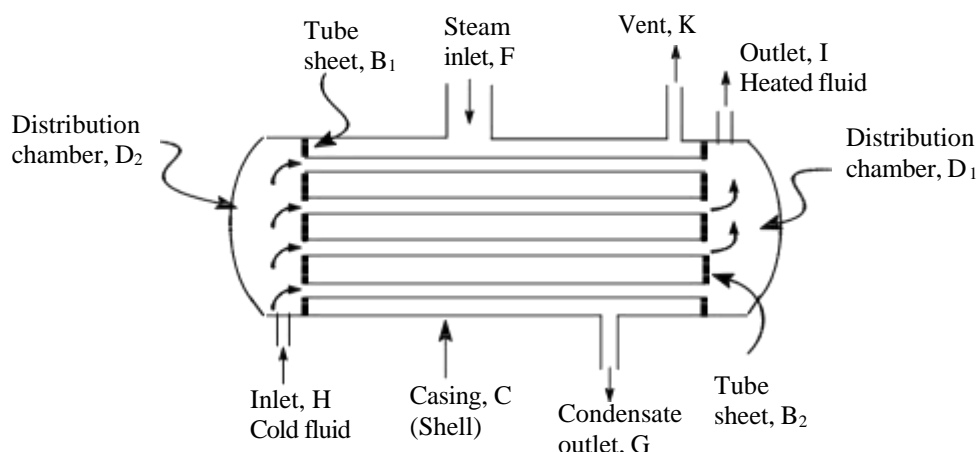 Tube
sheet, B₁
Steam
inlet, F
Vent, K
Outlet, I
Heated fluid
Distribution
chamber, D₂
Distribution
chamber, D₁
Inlet, H
Cold fluid
Casing, C
(Shell)
Condensate
outlet, G
Tube
sheet, B₂